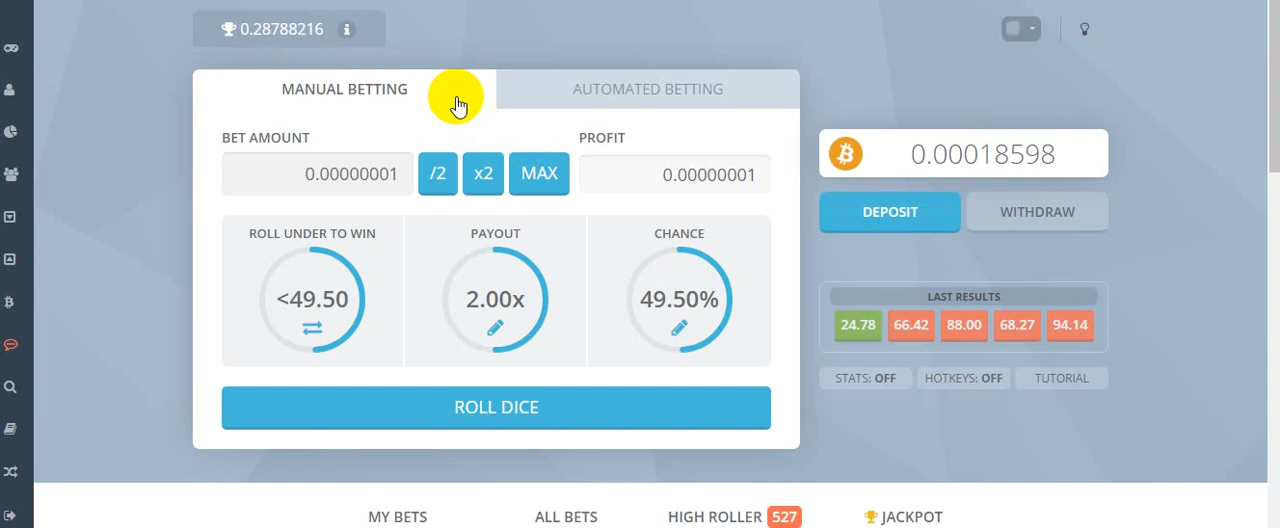 0.28788216
MANUAL BETTING
AUTOMATED BETTING
BET AMOUNT
PROFIT
0.00000001
/2
x2
MAX
0.00000001
0.00018598
DEPOSIT
WITHDRAW
ROLL UNDER TO WIN
PAYOUT
CHANCE
<49.50
2.00x
49.50%
LAST RESULTS
24.78
66.42
88.00
68.27
94.14
STATS: OFF
HOTKEYS: OFF
TUTORIAL
ROLL DICE
MY BETS
ALL BETS
HIGH ROLLER 527
JACKPOT